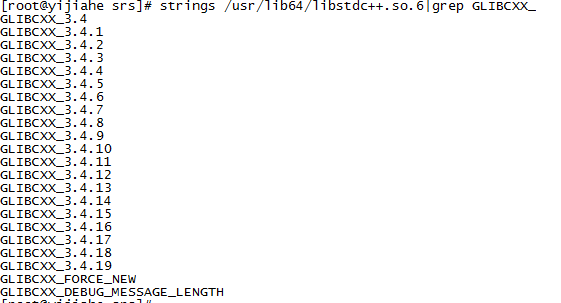 [root@yijiahe srs]# strings /usr/lib64/libstdc++.so.6|grep GLIBCXX_
GLIBCXX_3.4
GLIBCXX_3.4.1
GLIBCXX_3.4.2
GLIBCXX_3.4.3
GLIBCXX_3.4.4
GLIBCXX_3.4.5
GLIBCXX_3.4.6
GLIBCXX_3.4.7
GLIBCXX_3.4.8
GLIBCXX_3.4.9
GLIBCXX_3.4.10
GLIBCXX_3.4.11
GLIBCXX_3.4.12
GLIBCXX_3.4.13
GLIBCXX_3.4.14
GLIBCXX_3.4.15
GLIBCXX_3.4.16
GLIBCXX_3.4.17
GLIBCXX_3.4.18
GLIBCXX_3.4.19
GLIBCXX_FORCE_NEW
GLIBCXX_DEBUG_MESSAGE_LENGTH
[root@yijiahe srs]#